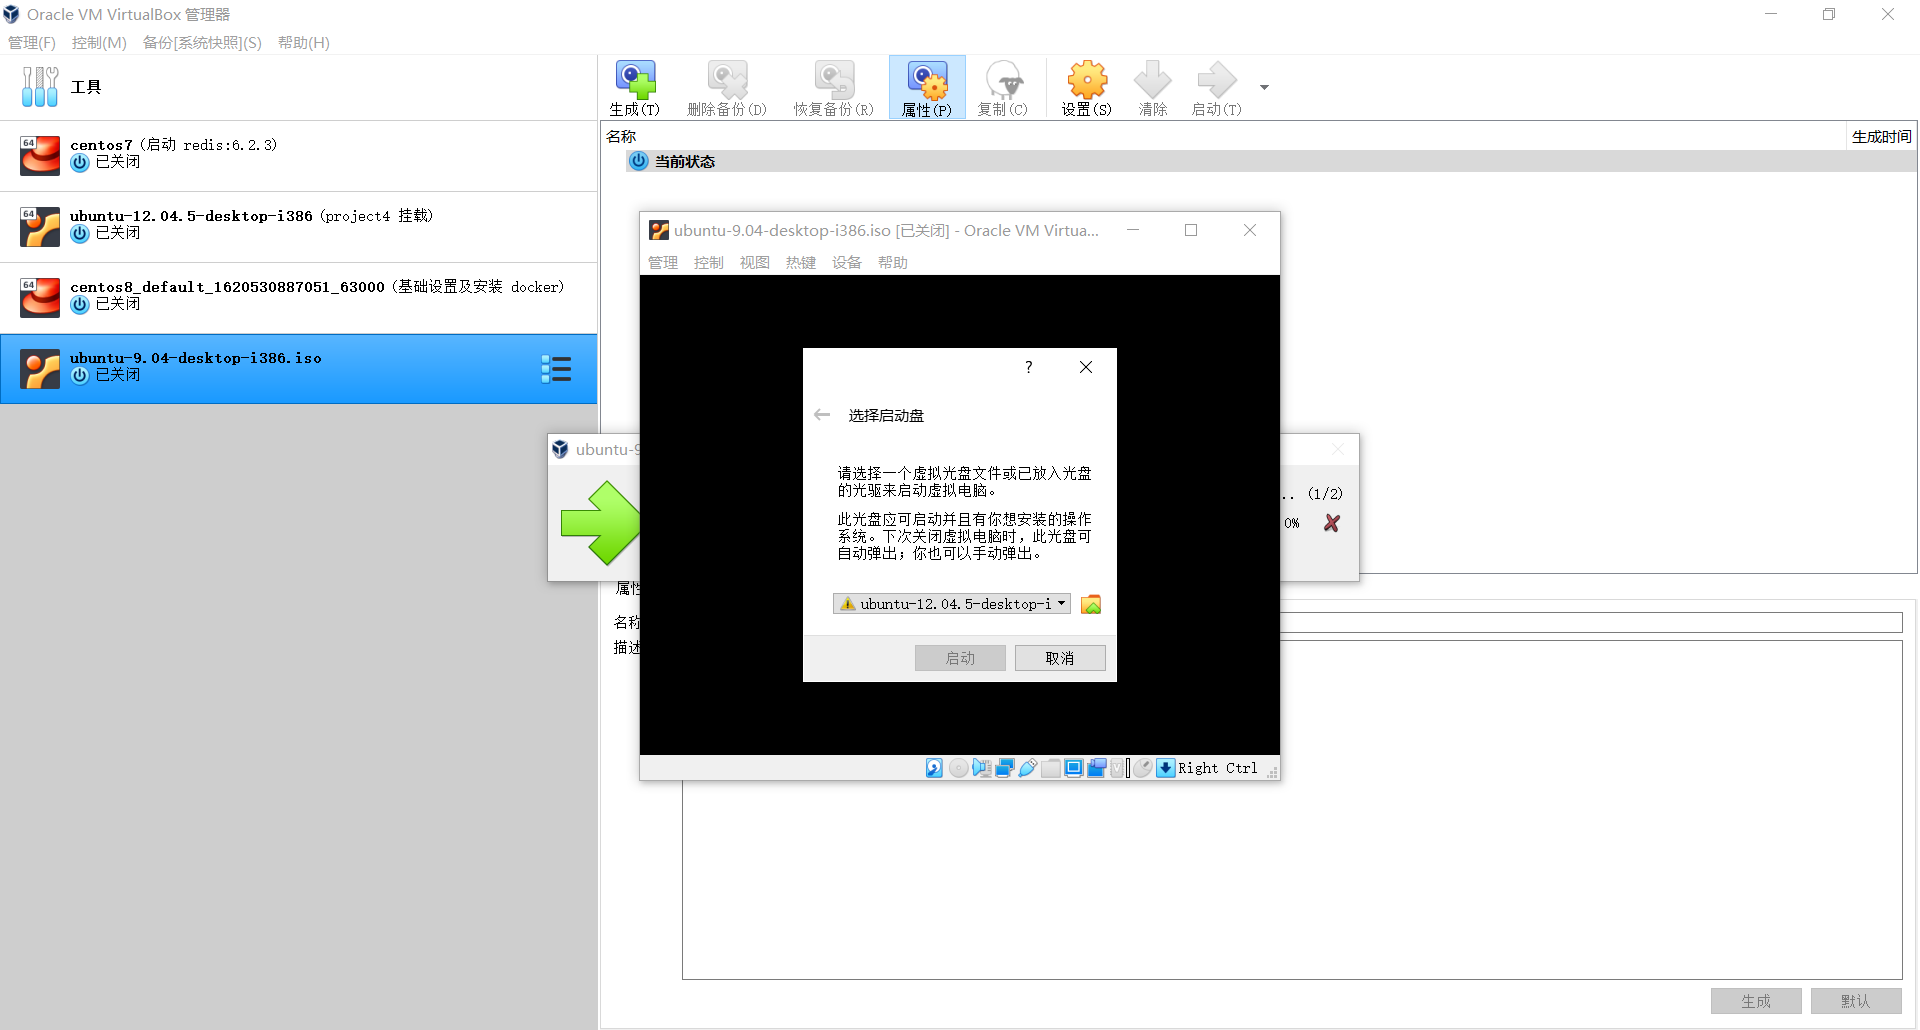 Oracle VM VirtualBox 管理器
管理(F) 控制(M) 备份[系统快照](S) 帮助(H)
工具
生成(T) 删除备份(D) 恢复备份(R) 属性(P) 复制(C) 设置(S) 清除 启动(T)
名称 生成时间
当前状态
64
centos7 (启动 redis:6.2.3)
已关闭
64
ubuntu-12.04.5-desktop-i386 (project4 挂载)
已关闭
64
centos8_default_1620530887051_63000 (基础设置及安装 docker)
已关闭
ubuntu-9.04-desktop-i386.iso
已关闭
ubuntu-9.04-desktop-i386.iso [已关闭] - Oracle VM Virtua...
管理 控制 视图 热键 设备 帮助
?
选择启动盘
请选择一个虚拟光盘文件或已放入光盘
的光驱来启动虚拟电脑。
此光盘应可启动并且有你想安装的操作
系统。下次关闭虚拟电脑时，此光盘可
自动弹出；你也可以手动弹出。
ubuntu-12.04.5-desktop-i
启动 取消
Right Ctrl
ubuntu-9
.. (1/2)
0%
属性
名称
描述
生成 默认